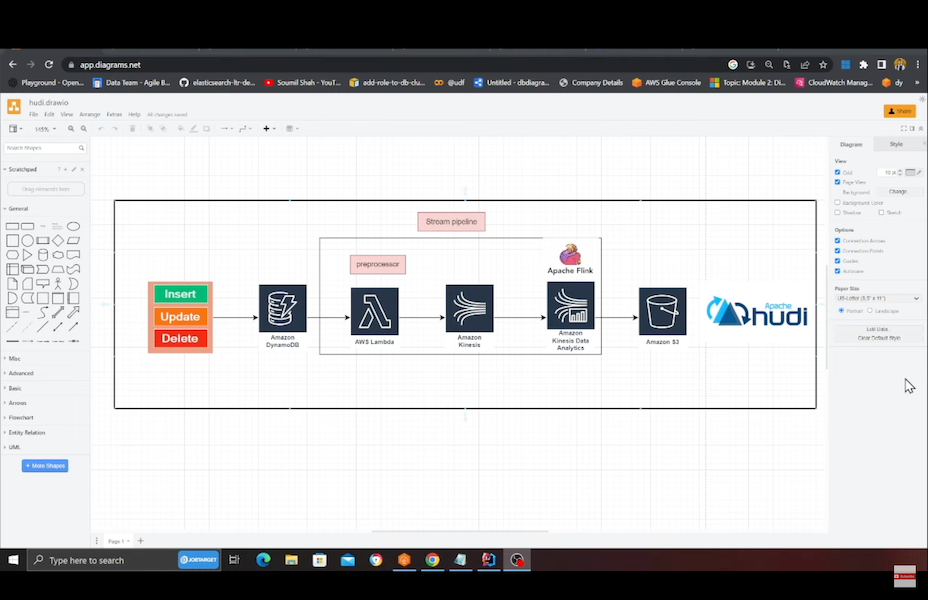 app.diagrams.net
Playground - Open...
Data Team - Agile B...
elasticsearch-ltr-de...
Soumil Shah - YouT...
add-role-to-db-clu...
@udf
Untitled - dbdiagra...
Company Details
AWS Glue Console
Topic: Module 2: Di...
CloudWatch Manag...
dy
»
hudi.drawio
File Edit View Arrange Extras Help All changes saved
Share
Search Shapes
Scratchpad
Drag elements here
General
Misc
Advanced
Basic
Arrows
Flowchart
Entity Relation
UML
+ More Shapes
Stream pipeline
preprocessor
Apache Flink
Insert
Update
Delete
Amazon
DynamoDB
AWS Lambda
Amazon
Kinesis
Amazon
Kinesis Data
Analytics
Amazon S3
Apache
hudi
Diagram
Style
View
Grid
10 pt
Page View
Background
Change
Background Color
Shadow
Sketch
Options
Connection Arrows
Connection Points
Guides
Autosave
Paper Size
US-Letter (8,5" x 11")
Portrait
Landscape
Edit Data...
Clear Default Style
Page 1
Type here to search
JOBTARGET
Subscribe